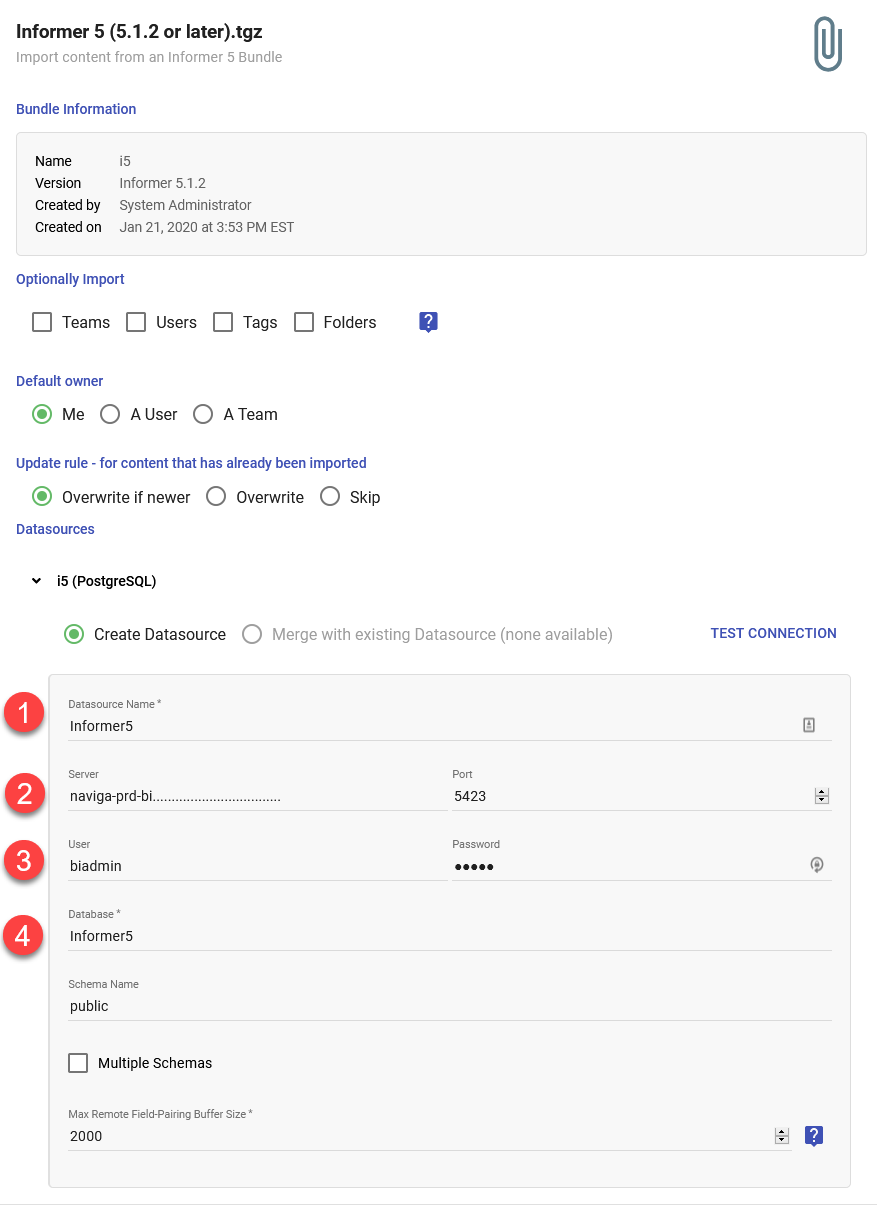 Informer 5 (5.1.2 or later).tgz
Import content from an Informer 5 Bundle
Bundle Information
Name i5
Version Informer 5.1.2
Created by System Administrator
Created on Jan 21, 2020 at 3:53 PM EST
Optionally Import
Teams Users Tags Folders ?
Default owner
Me A User A Team
Update rule - for content that has already been imported
Overwrite if newer Overwrite Skip
Datasources
i5 (PostgreSQL)
Create Datasource Merge with existing Datasource (none available) TEST CONNECTION
1
Datasource Name *
Informer5
2
Server Port
naviga-prd-bi.................................. 5423
3
User Password
biadmin •••••
4
Database *
Informer5
Schema Name
public
Multiple Schemas
Max Remote Field-Pairing Buffer Size *
2000 ?